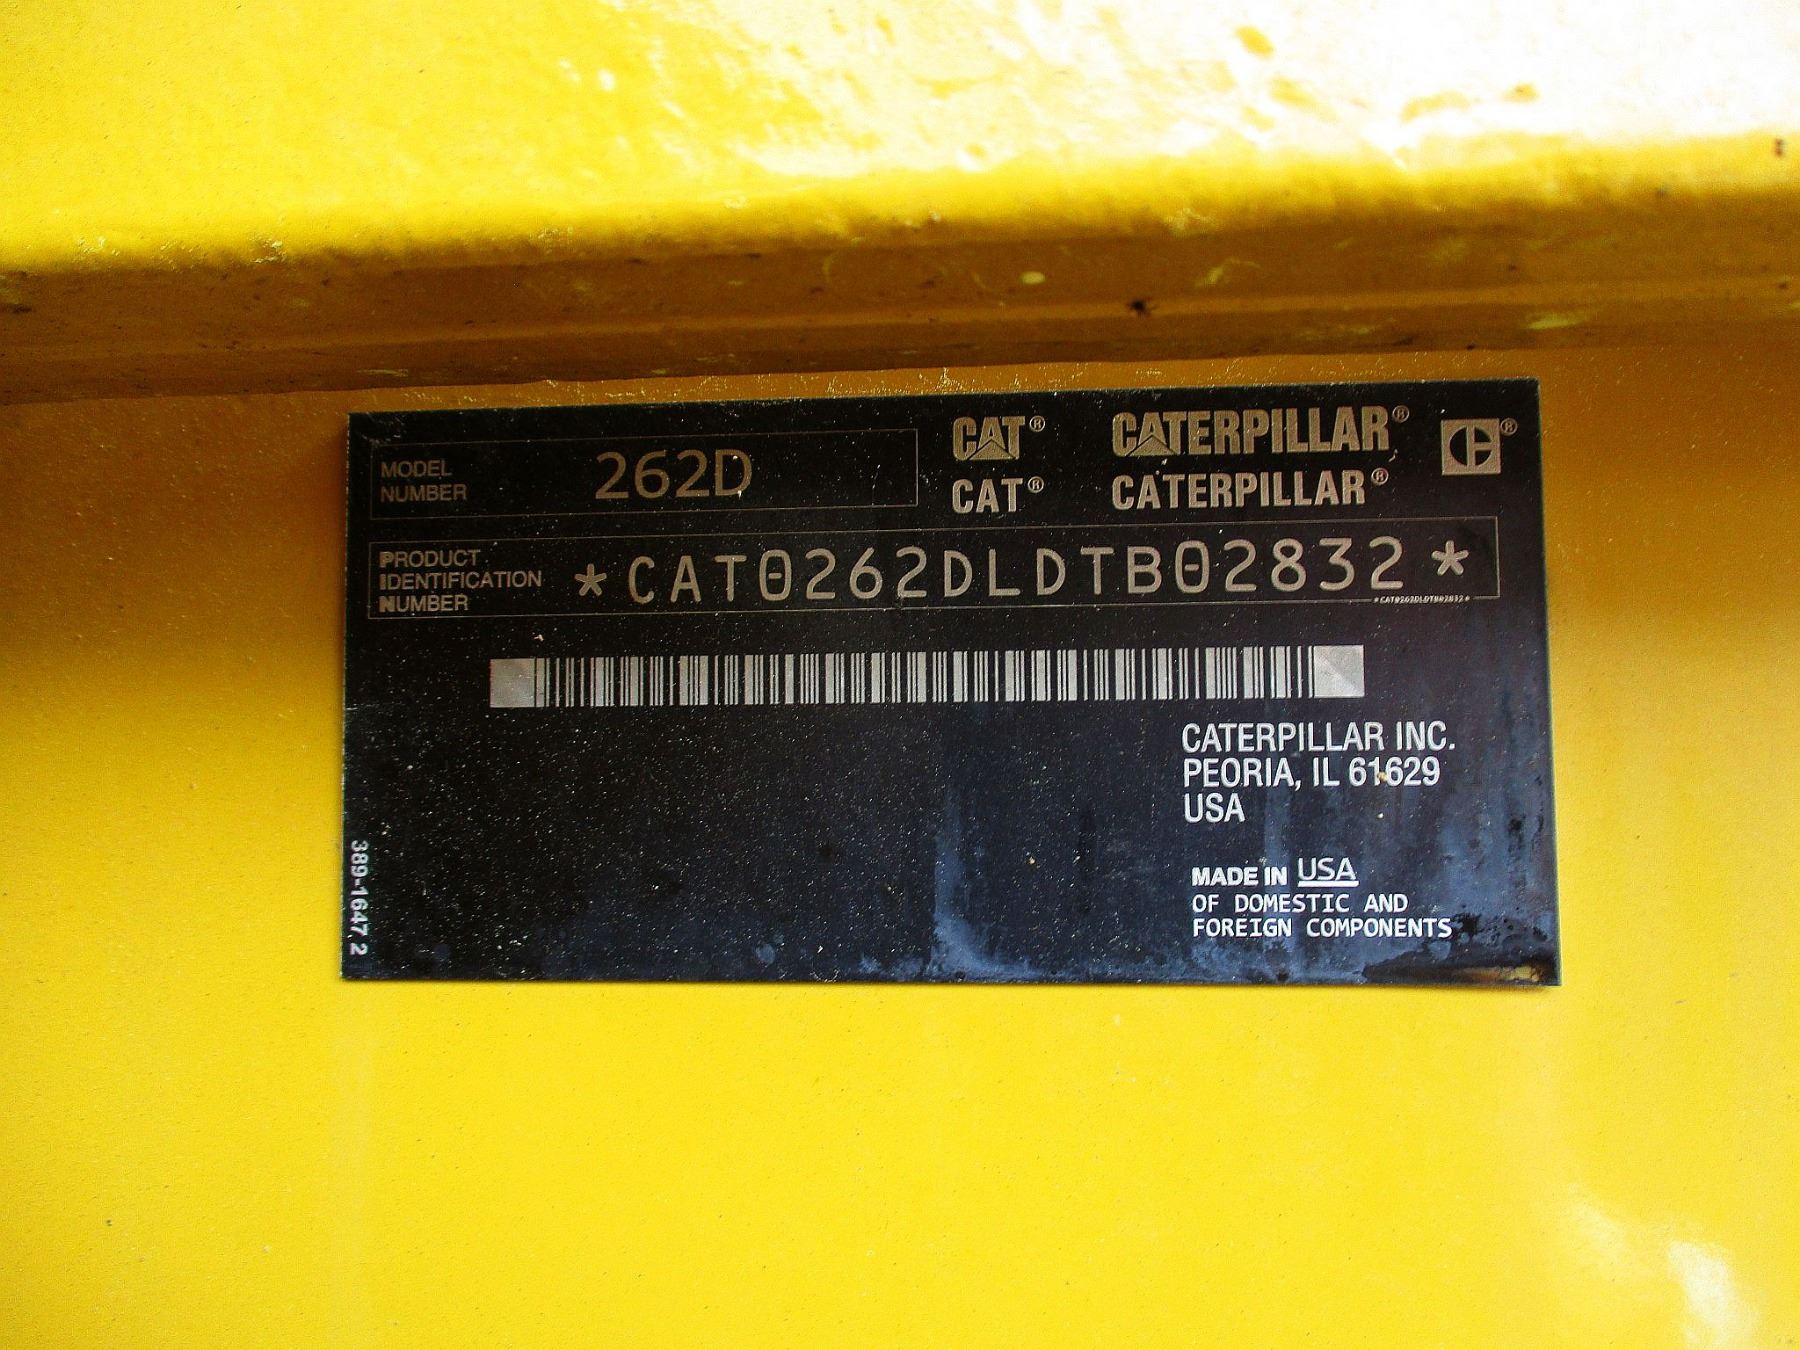 MODEL
NUMBER
262D
CAT® CATERPILLAR®
CAT® CATERPILLAR®
PRODUCT
IDENTIFICATION
NUMBER
*CAT0262DLDTB02832*
*CAT0262DLDTB02832*
CATERPILLAR INC.
PEORIA, IL 61629
USA
MADE IN USA
OF DOMESTIC AND
FOREIGN COMPONENTS
389-1647 2